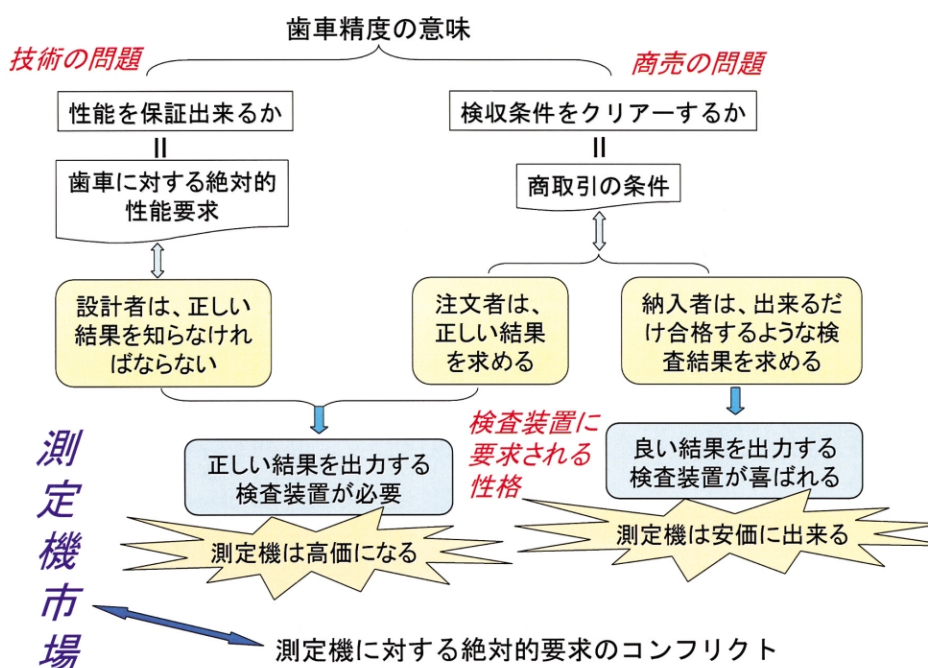 歯車精度の意味
技術の問題
商売の問題
性能を保証出来るか
検収条件をクリアーするか
歯車に対する絶対的
性能要求
商取引の条件
設計者は、正しい
結果を知らなけれ
ばならない
注文者は、
正しい結果
を求める
納入者は、出来るだ
け合格するような検
査結果を求める
正しい結果を出力する
検査装置が必要
検査装置に
要求される
性格
良い結果を出力する
検査装置が喜ばれる
測定機は高価になる
測定機は安価に出来る
測定機市場
測定機に対する絶対的要求のコンフリクト